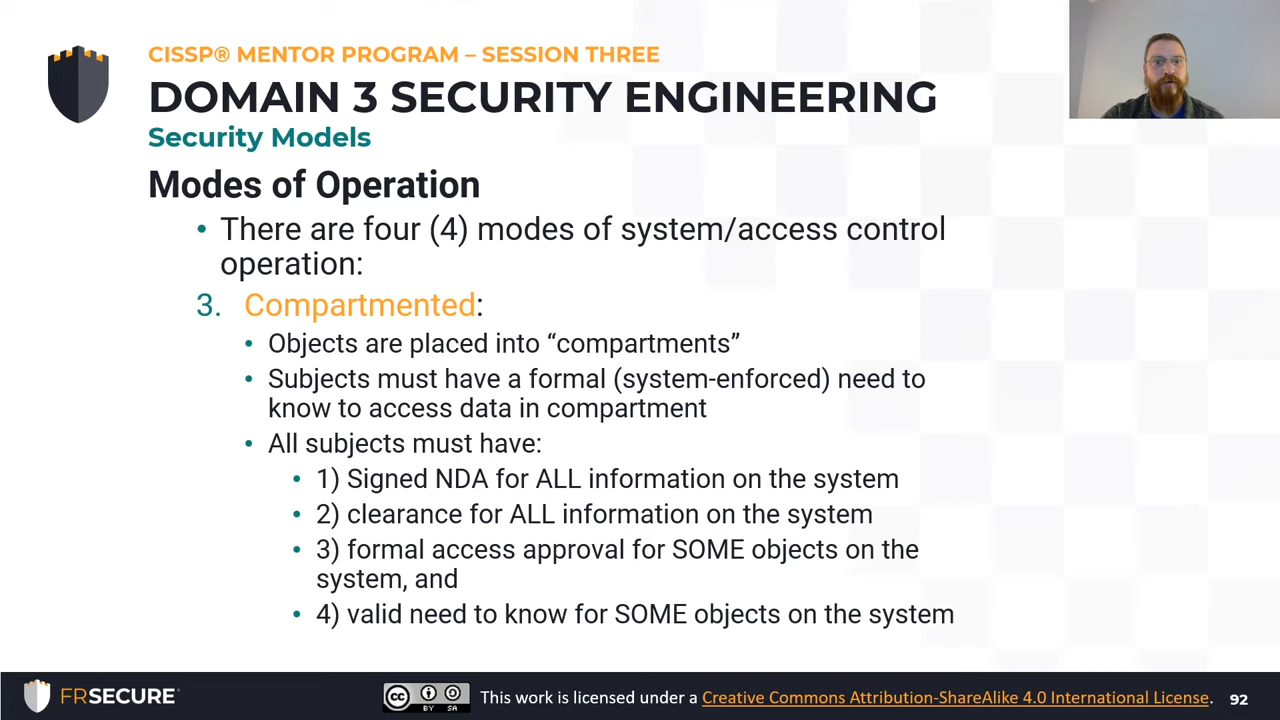 CISSP® MENTOR PROGRAM – SESSION THREE
DOMAIN 3 SECURITY ENGINEERING
Security Models
Modes of Operation
• There are four (4) modes of system/access control
operation:
3. Compartmented:
• Objects are placed into “compartments”
• Subjects must have a formal (system-enforced) need to
know to access data in compartment
• All subjects must have:
• 1) Signed NDA for ALL information on the system
• 2) clearance for ALL information on the system
• 3) formal access approval for SOME objects on the
system, and
• 4) valid need to know for SOME objects on the system
FRSECURE
cc BY SA
This work is licensed under a Creative Commons Attribution-ShareAlike 4.0 International License.
92